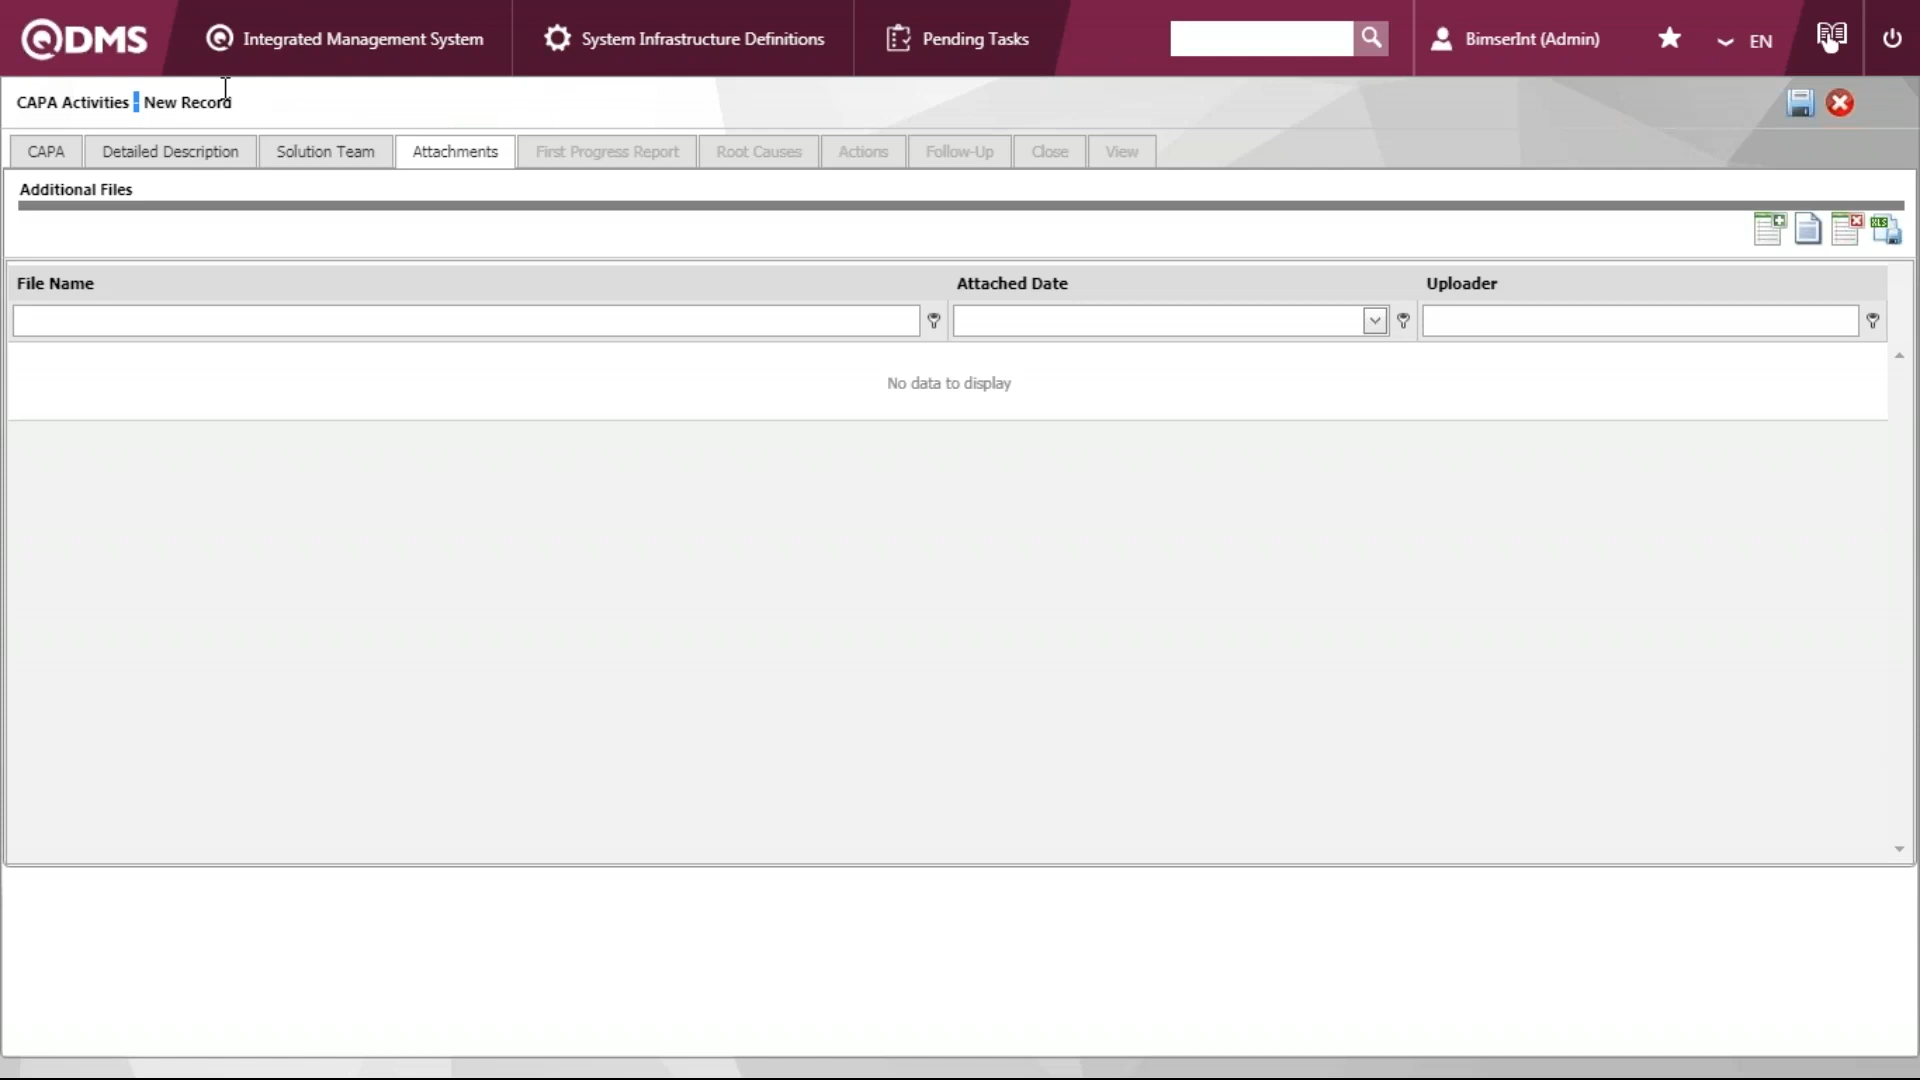 QDMS Integrated Management System System Infrastructure Definitions Pending Tasks BimserInt (Admin) EN
CAPA Activities - New Record
CAPA Detailed Description Solution Team Attachments First Progress Report Root Causes Actions Follow-Up Close View
Additional Files
XLS
File Name Attached Date Uploader
No data to display